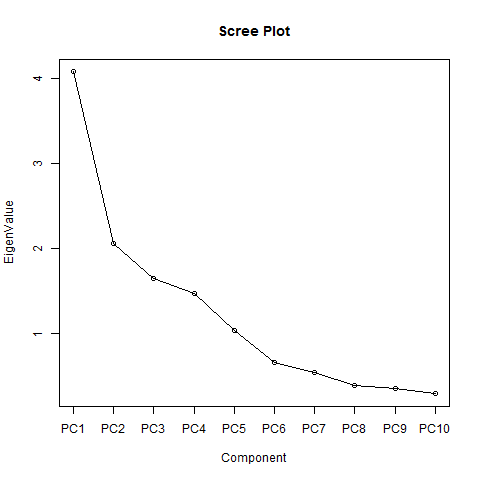 Scree Plot
4
3
2
1
EigenValue
PC1 PC2 PC3 PC4 PC5 PC6 PC7 PC8 PC9 PC10
Component